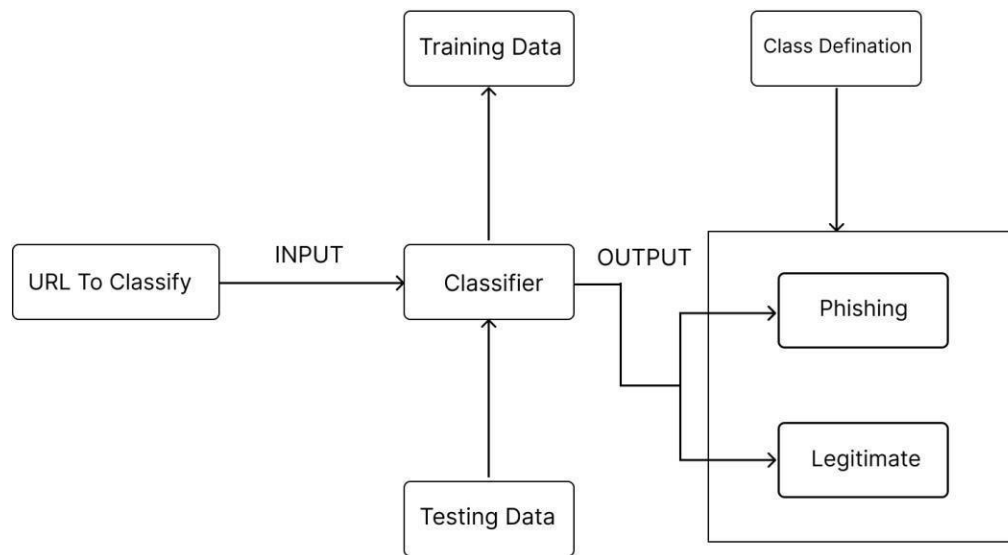 Training Data
Class Defination
URL To Classify
INPUT
Classifier
OUTPUT
Phishing
Legitimate
Testing Data